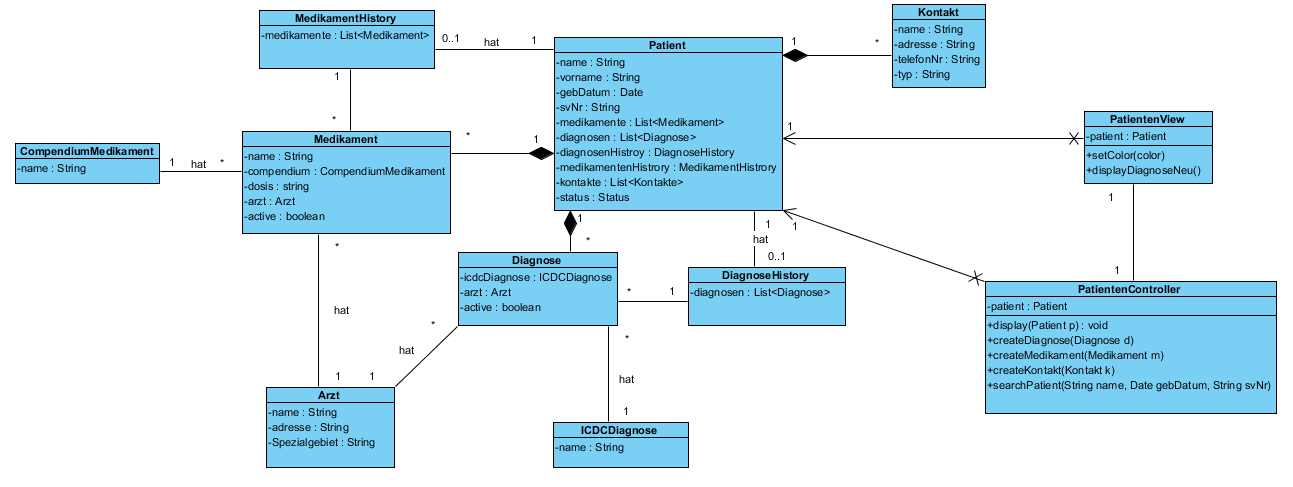 MedikamentHistory
-medikamente : List<Medikament>
0..1
hat
1
1
*
Patient
-name : String
-vorname : String
-gebDatum : Date
-svNr : String
-medikamente : List<Medikament>
-diagnosen : List<Diagnose>
-diagnosenHistroy : DiagnoseHistory
-medikamentenHistrory : MedikamentHistrory
-kontakte : List<Kontakte>
-status : Status
1
*
Kontakt
-name : String
-adresse : String
-telefonNr : String
-typ : String
CompendiumMedikament
-name : String
1
hat
*
Medikament
-name : String
-compendium : CompendiumMedikament
-dosis : string
-arzt : Arzt
-active : boolean
*
1
1
PatientenView
-patient : Patient
+setColor(color)
+displayDiagnoseNeu()
1
1
1
*
1
hat
0..1
Diagnose
-icdcDiagnose : ICDCDiagnose
-arzt : Arzt
-active : boolean
*
1
DiagnoseHistory
-diagnosen : List<Diagnose>
1
PatientenController
-patient : Patient
+display(Patient p) : void
+createDiagnose(Diagnose d)
+createMedikament(Medikament m)
+createKontakt(Kontakt k)
+searchPatient(String name, Date gebDatum, String svNr)
*
hat
1
*
hat
1
*
hat
1
Arzt
-name : String
-adresse : String
-Spezialgebiet : String
ICDCDiagnose
-name : String